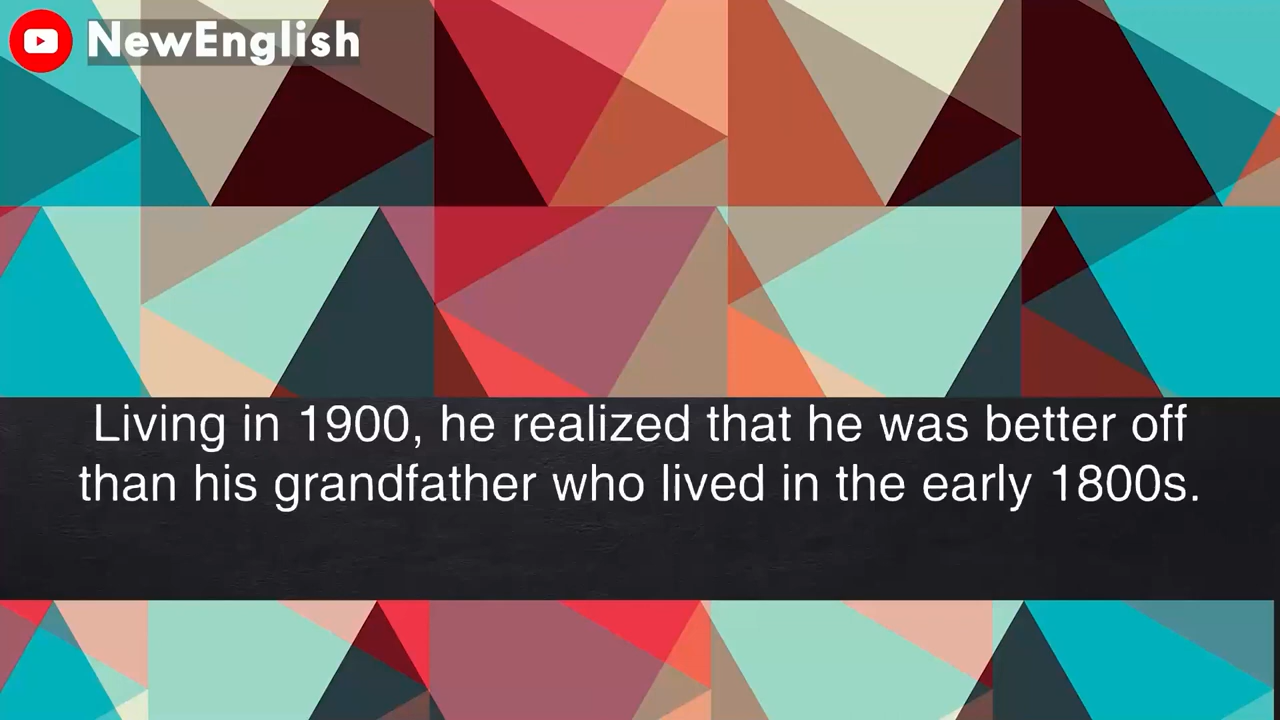 NewEnglish
Living in 1900, he realized that he was better off
than his grandfather who lived in the early 1800s.